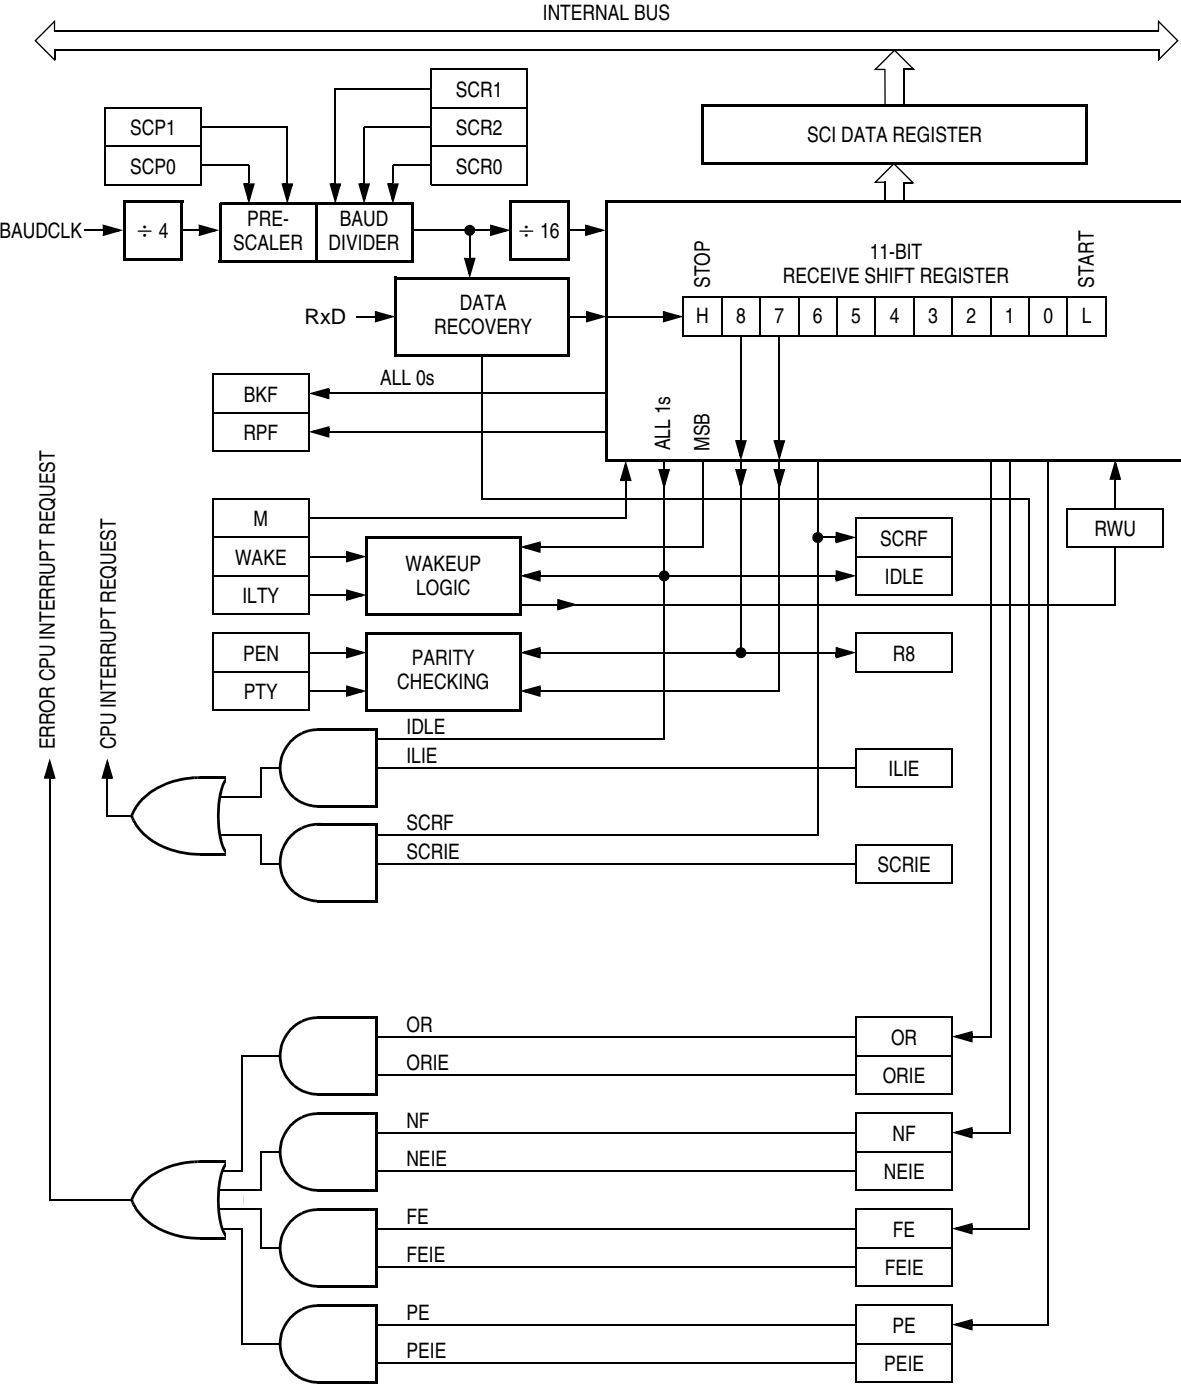 INTERNAL BUS
SCR1
SCP1
SCR2
SCI DATA REGISTER
SCP0
SCR0
BAUDCLK
÷ 4
PRE-
SCALER
BAUD
DIVIDER
÷ 16
STOP
11-BIT
RECEIVE SHIFT REGISTER
START
RxD
DATA
RECOVERY
H 8 7 6 5 4 3 2 1 0 L
ALL 0s
BKF
RPF
ALL 1s
MSB
ERROR CPU INTERRUPT REQUEST
CPU INTERRUPT REQUEST
M
WAKE
ILTY
WAKEUP
LOGIC
SCRF
IDLE
RWU
PEN
PTY
PARITY
CHECKING
R8
IDLE
ILIE
ILIE
SCRF
SCRIE
SCRIE
OR
OR
ORIE
ORIE
NF
NF
NEIE
NEIE
FE
FE
FEIE
FEIE
PE
PE
PEIE
PEIE